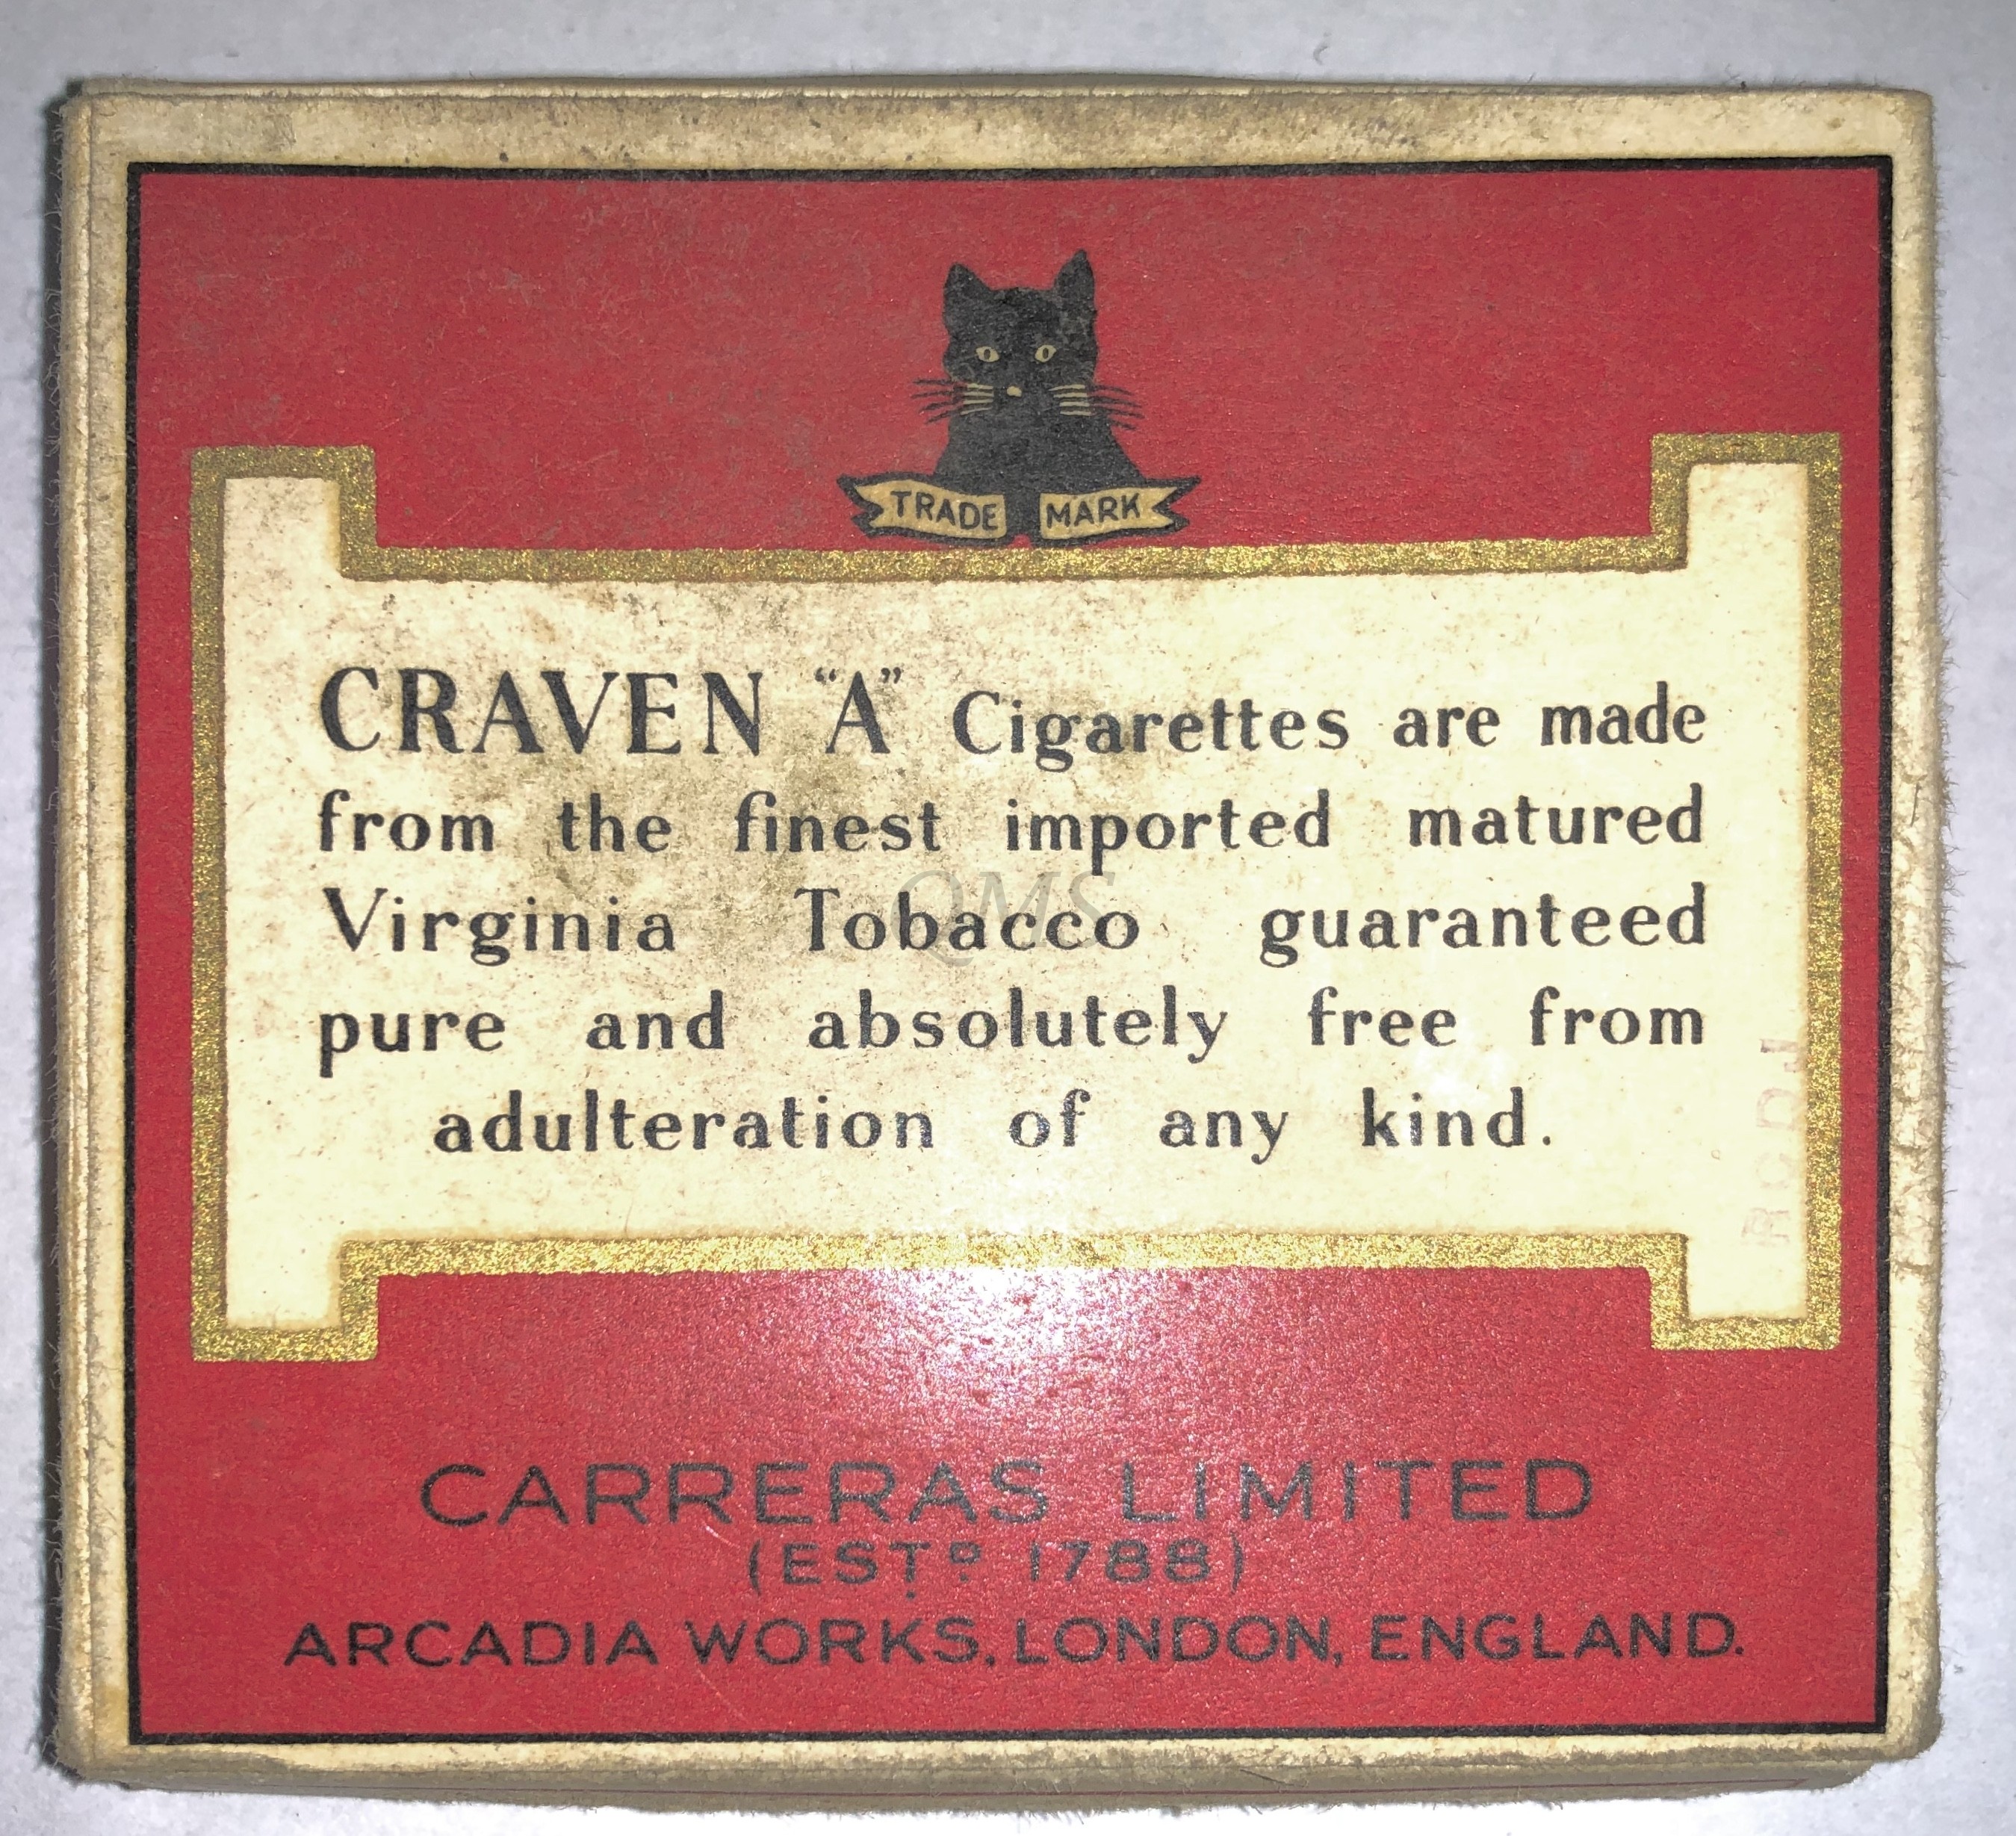 TRADE MARK
CRAVEN “A” Cigarettes are made
from the finest imported matured
Virginia Tobacco guaranteed
pure and absolutely free from
adulteration of any kind.
QMS
CARRERAS LIMITED
(ESTᴰ 1788)
ARCADIA WORKS, LONDON, ENGLAND.